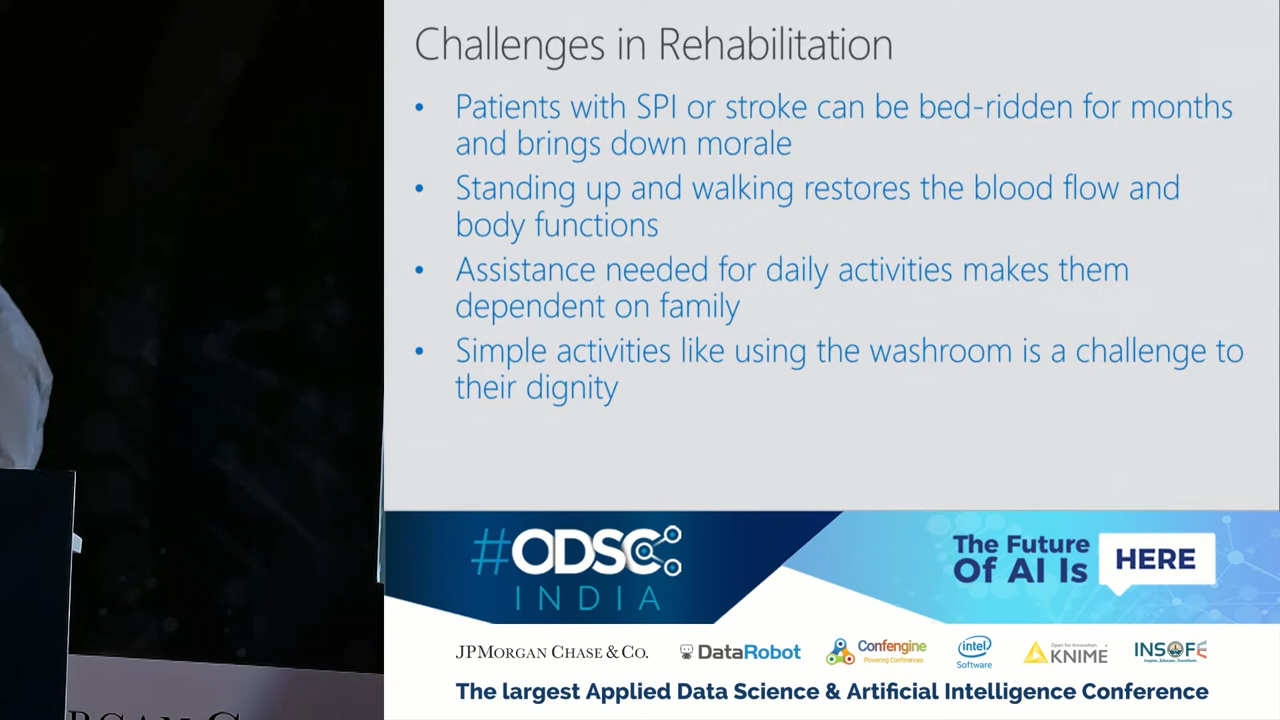 Challenges in Rehabilitation
• Patients with SPI or stroke can be bed-ridden for months
and brings down morale
• Standing up and walking restores the blood flow and
body functions
• Assistance needed for daily activities makes them
dependent on family
• Simple activities like using the washroom is a challenge to
their dignity
#ODSC
INDIA
The Future
Of AI Is HERE
JPMORGAN CHASE & CO.
DataRobot
Confengine
Powering Conferences
intel
Software
Open for Innovation
KNIME
INSOFE
Inspire...Educate...Transform.
The largest Applied Data Science & Artificial Intelligence Conference